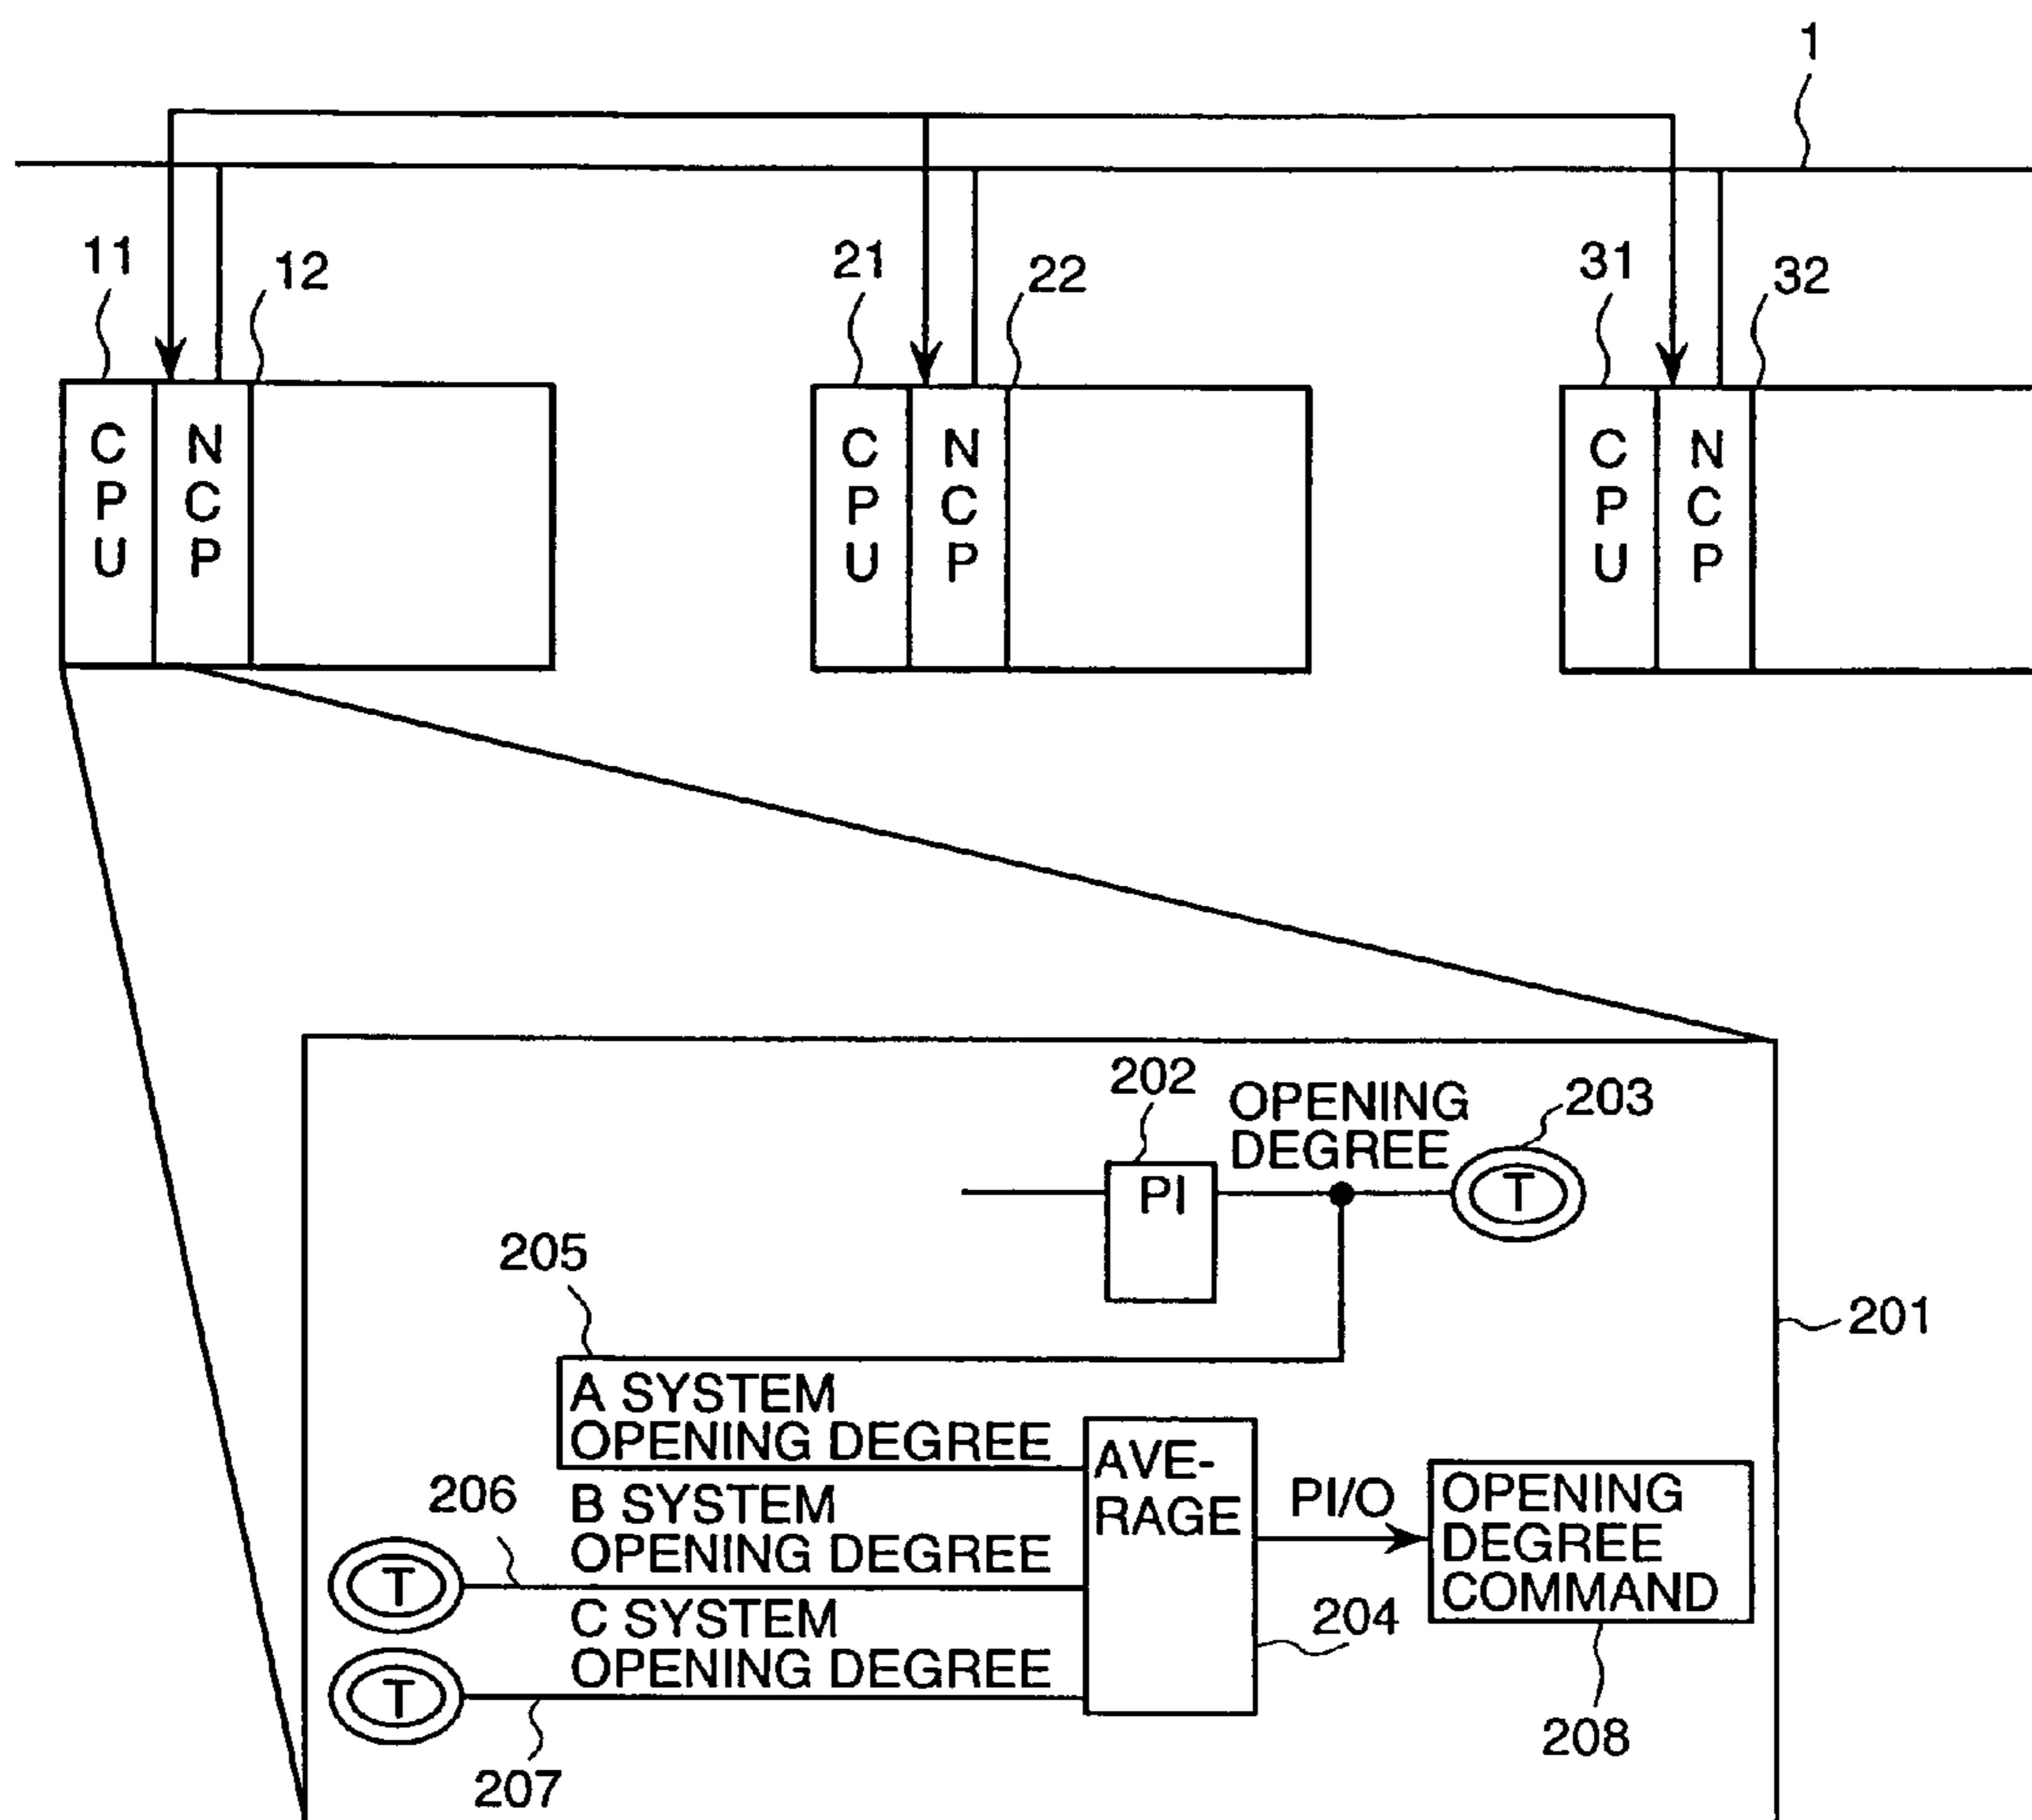 1
11
12
21
22
31
32
C
P
U
N
C
P
C
P
U
N
C
P
C
P
U
N
C
P
202
OPENING
DEGREE
203
PI
T
205
201
A SYSTEM
OPENING DEGREE
AVE-
RAGE
206
B SYSTEM
OPENING DEGREE
PI/O
OPENING
DEGREE
COMMAND
T
C SYSTEM
OPENING DEGREE
204
T
208
207